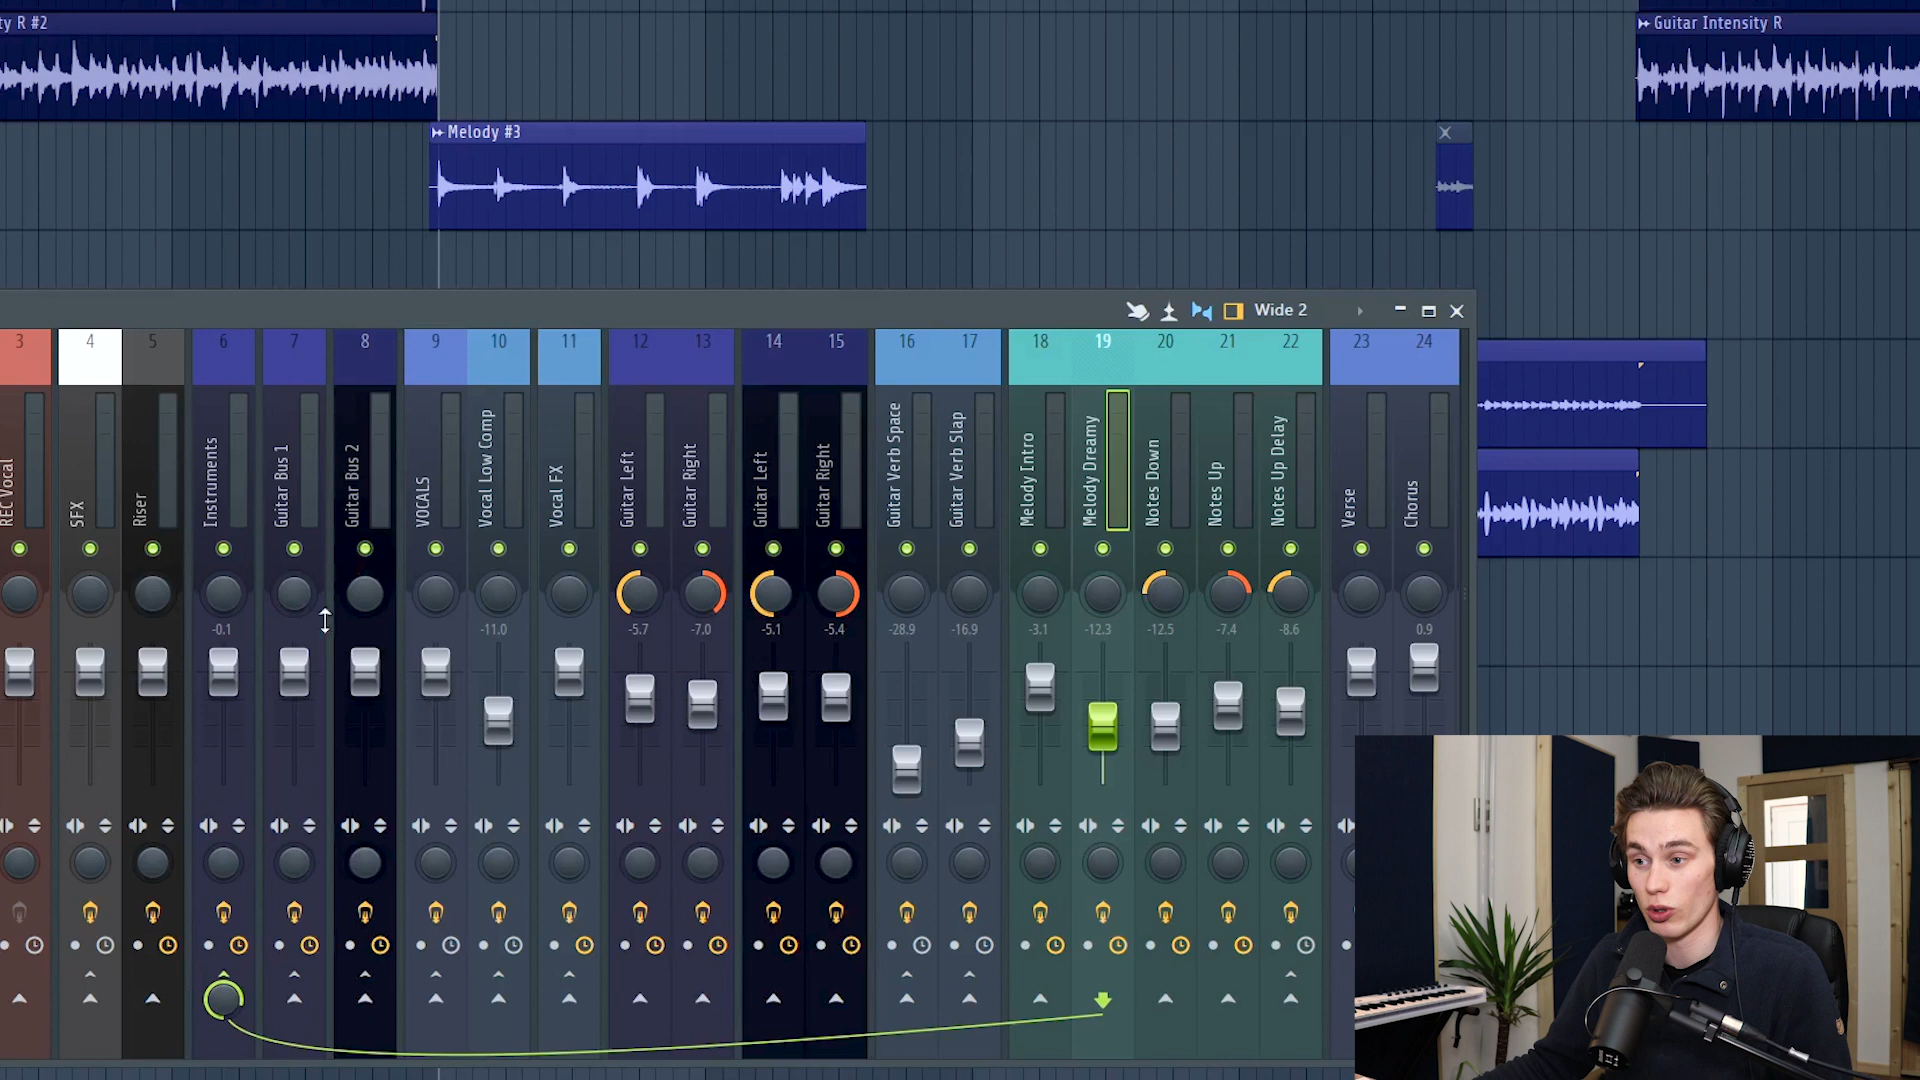 ty R #2
Guitar Intensity R
Melody #3
Wide 2
3 4 5 6 7 8 9 10 11 12 13 14 15 16 17 18 19 20 21 22 23 24
REC Vocal
SFX
Riser
Instruments
Guitar Bus 1
Guitar Bus 2
VOCALS
Vocal Low Comp
Vocal FX
Guitar Left
Guitar Right
Guitar Left
Guitar Right
Guitar Verb Space
Guitar Verb Slap
Melody Intro
Melody Dreamy
Notes Down
Notes Up
Notes Up Delay
Verse
Chorus
-0.1 -11.0 -5.7 -7.0 -5.1 -5.4 -28.9 -16.9 -3.1 -12.3 -12.5 -7.4 -8.6 0.9